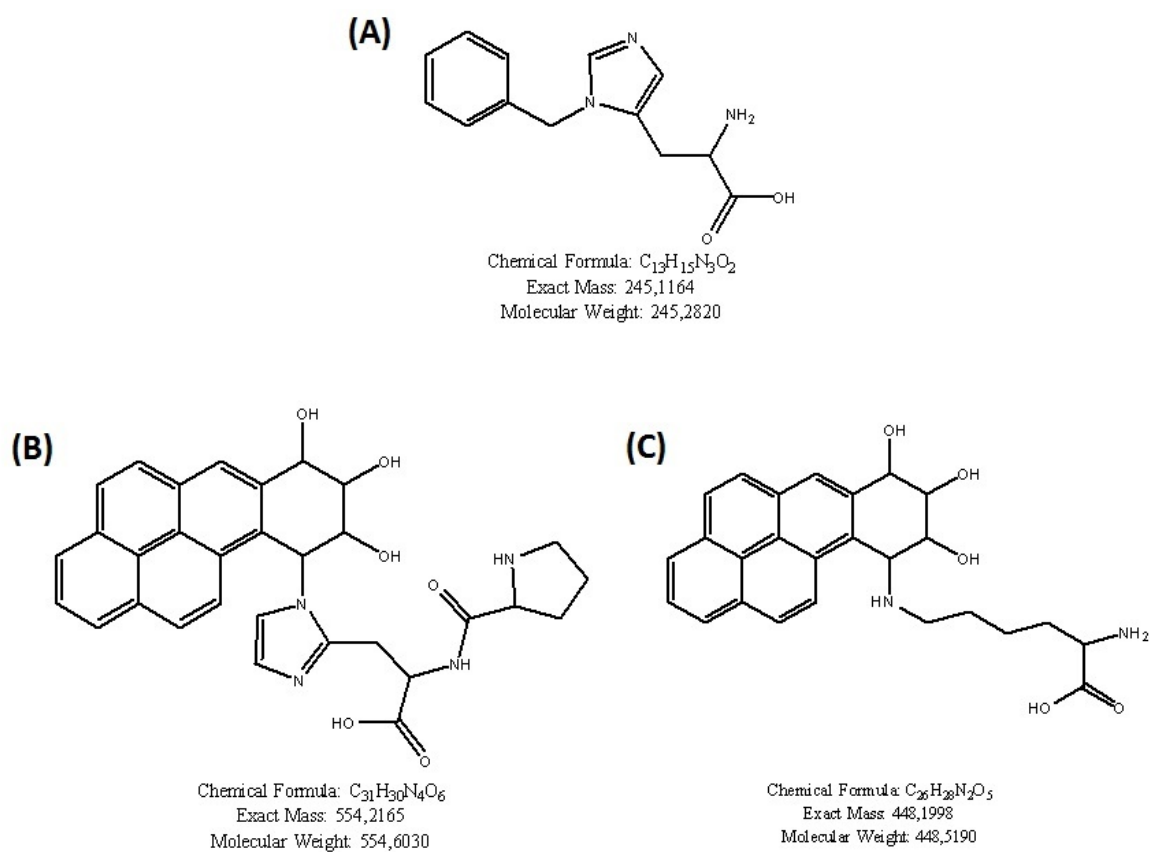 (A)
N
N
NH₂
OH
O
Chemical Formula: C₁₃H₁₅N₃O₂
Exact Mass: 245,1164
Molecular Weight: 245,2820
(B)
OH
OH
OH
N
N
O
HN
NH
HO
O
Chemical Formula: C₃₁H₃₀N₄O₆
Exact Mass: 554,2165
Molecular Weight: 554,6030
(C)
OH
OH
OH
HN
NH₂
HO
O
Chemical Formula: C₂₆H₂₈N₂O₅
Exact Mass: 448,1998
Molecular Weight: 448,5190